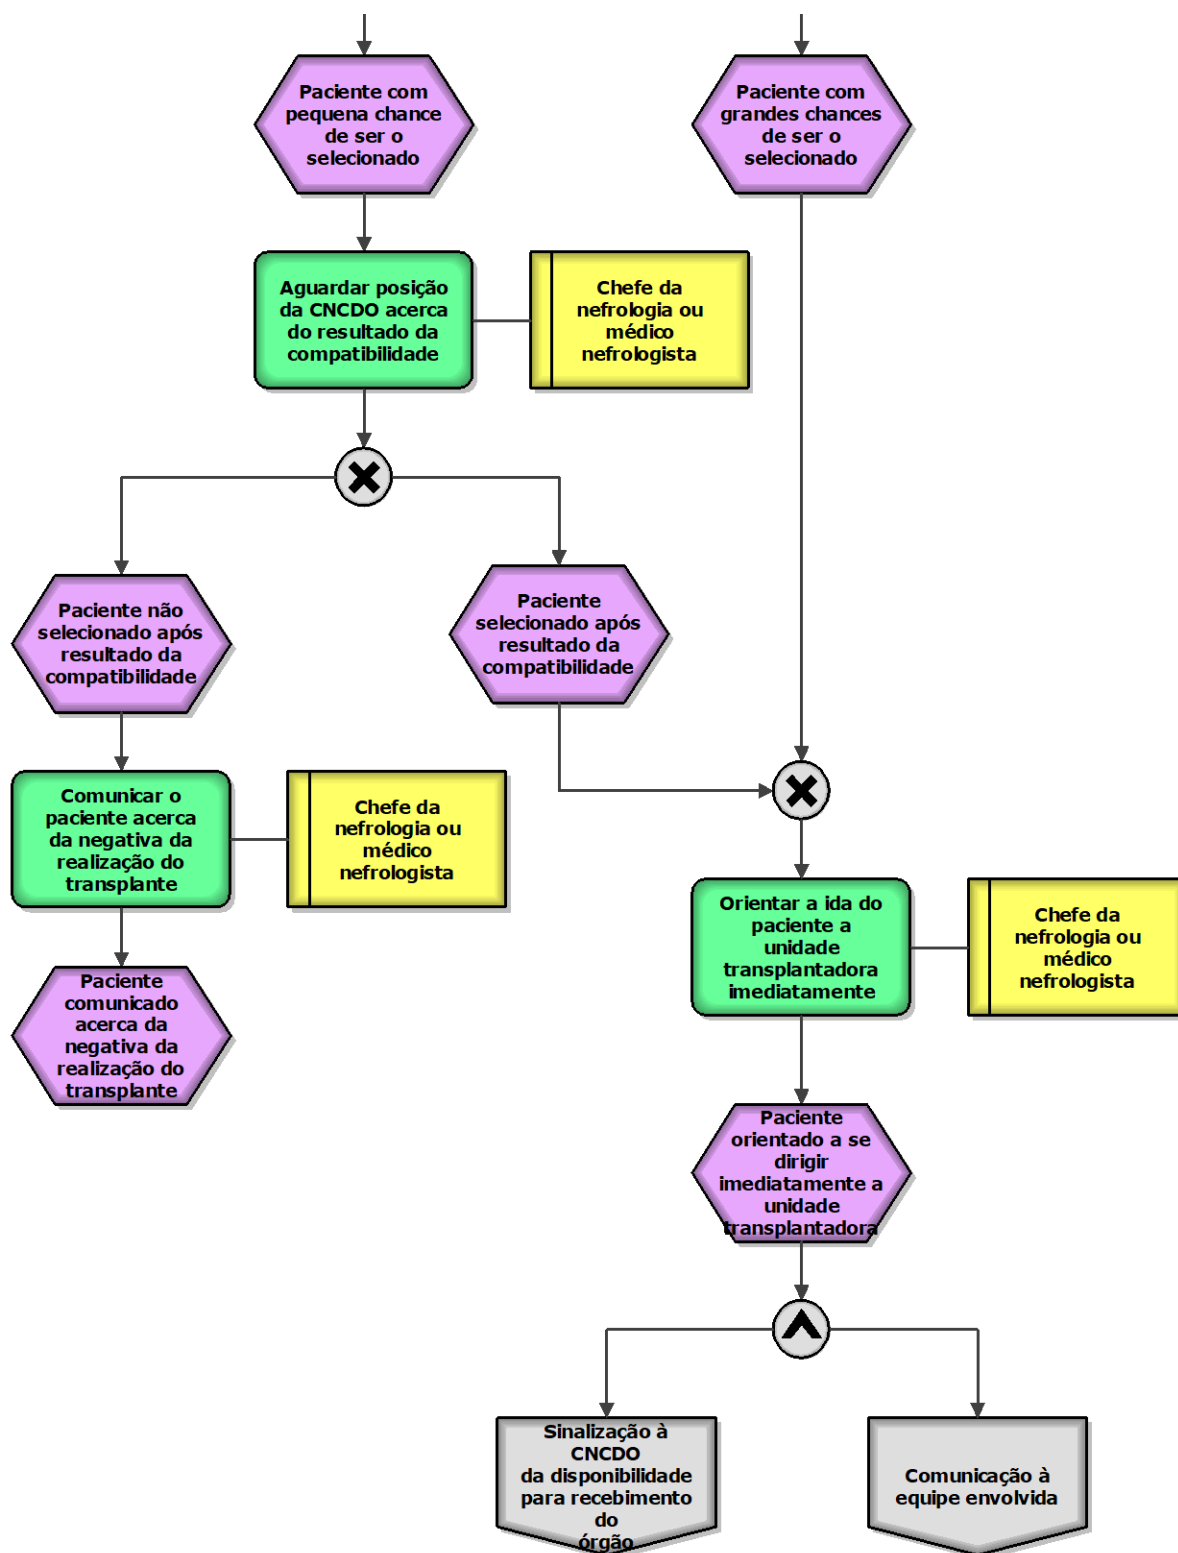 Paciente com
pequena chance
de ser o
selecionado
Paciente com
grandes chances
de ser o
selecionado
Aguardar posição
da CNCDO acerca
do resultado da
compatibilidade
Chefe da
nefrologia ou
médico
nefrologista
Paciente não
selecionado após
resultado da
compatibilidade
Paciente
selecionado após
resultado da
compatibilidade
Comunicar o
paciente acerca
da negativa da
realização do
transplante
Chefe da
nefrologia ou
médico
nefrologista
Orientar a ida do
paciente a
unidade
transplantadora
imediatamente
Chefe da
nefrologia ou
médico
nefrologista
Paciente
comunicado
acerca da
negativa da
realização do
transplante
Paciente
orientado a se
dirigir
imediatamente a
unidade
transplantadora
Sinalização à
CNCDO
da disponibilidade
para recebimento
do
órgão
Comunicação à
equipe envolvida